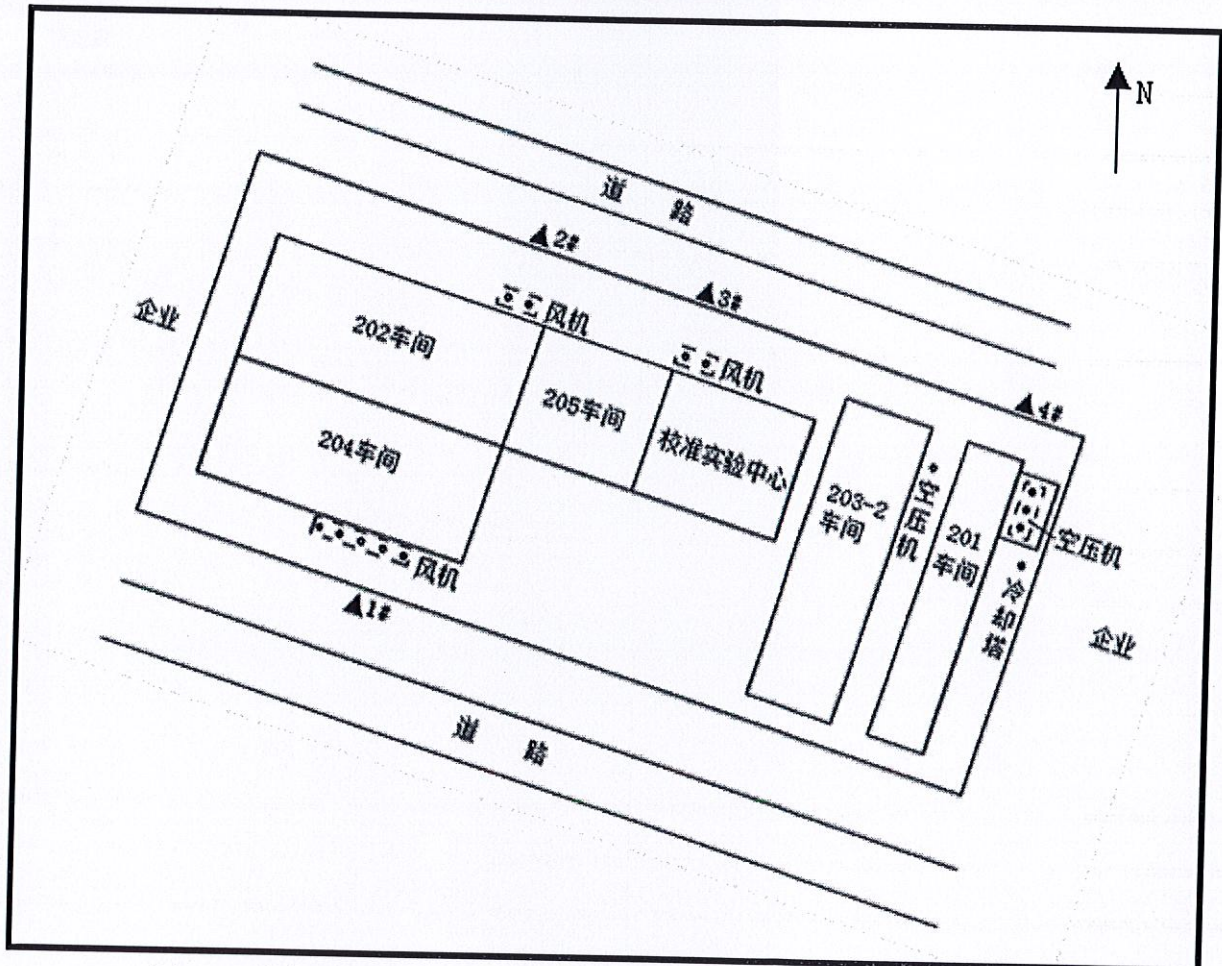 N
道 路
▲2#
▲3#
企业
风机
202车间
风机
▲4#
205车间
204车间
校准实验中心
203-2
车间
空压机
201
车间
空压机
风机
冷却塔
▲1#
企业
道 路